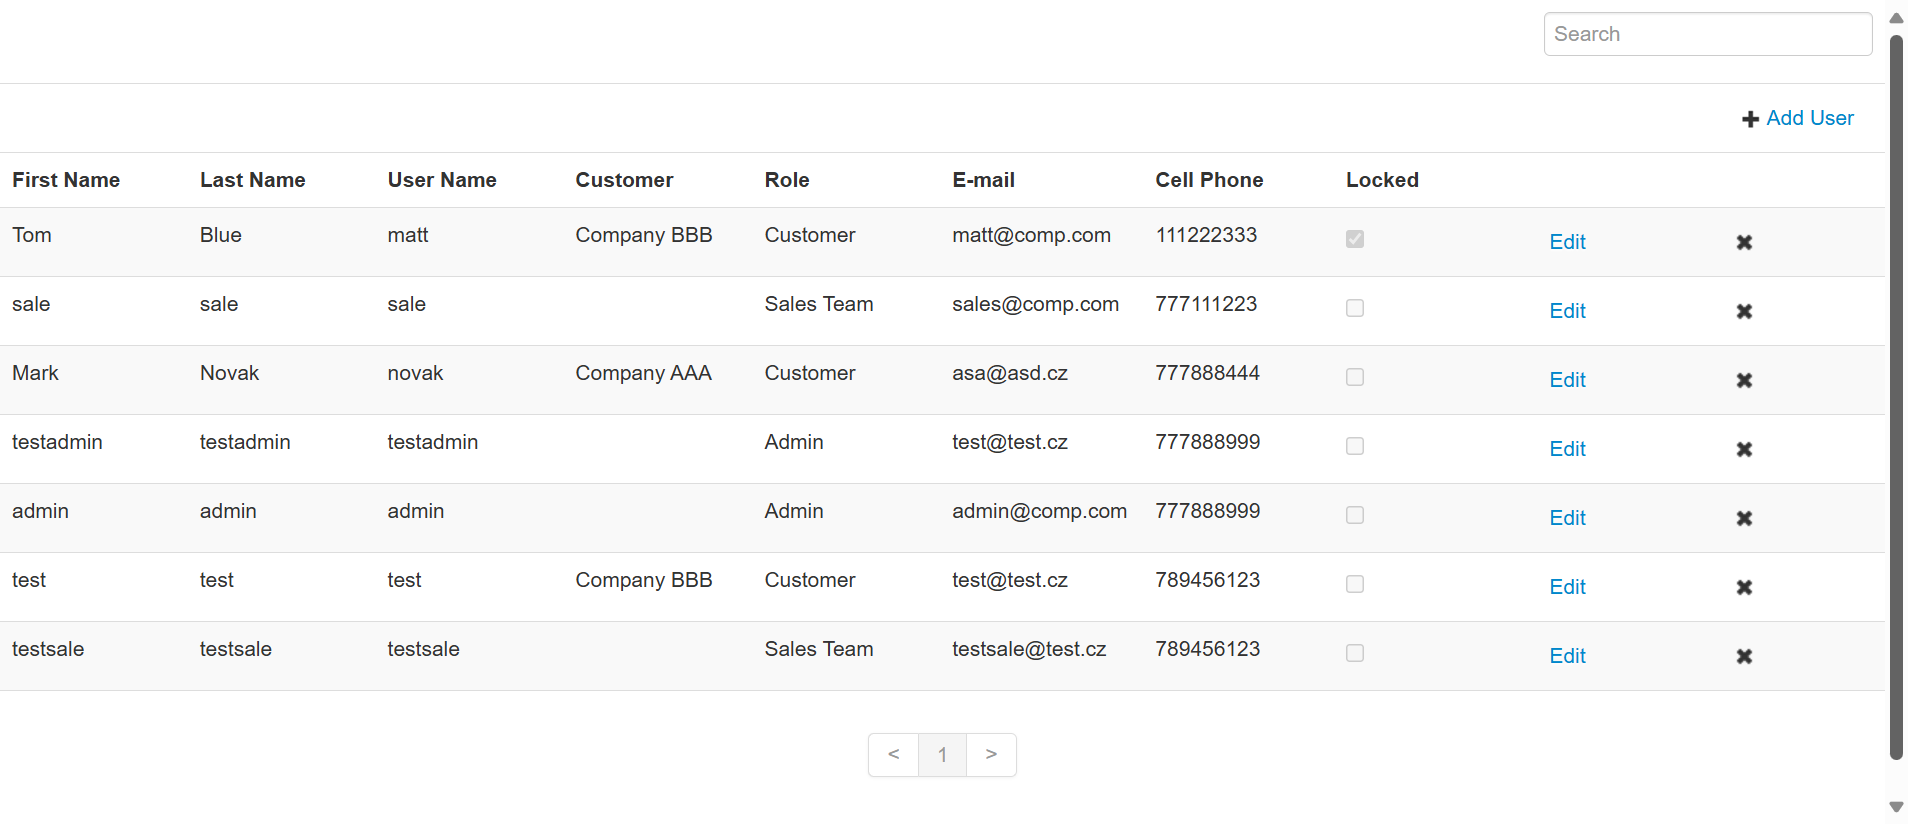 Search
Add User
First Name Last Name User Name Customer Role E-mail Cell Phone Locked
Tom Blue matt Company BBB Customer matt@comp.com 111222333 Edit
sale sale sale Sales Team sales@comp.com 777111223 Edit
Mark Novak novak Company AAA Customer asa@asd.cz 777888444 Edit
testadmin testadmin testadmin Admin test@test.cz 777888999 Edit
admin admin admin Admin admin@comp.com 777888999 Edit
test test test Company BBB Customer test@test.cz 789456123 Edit
testsale testsale testsale Sales Team testsale@test.cz 789456123 Edit
< 1 >